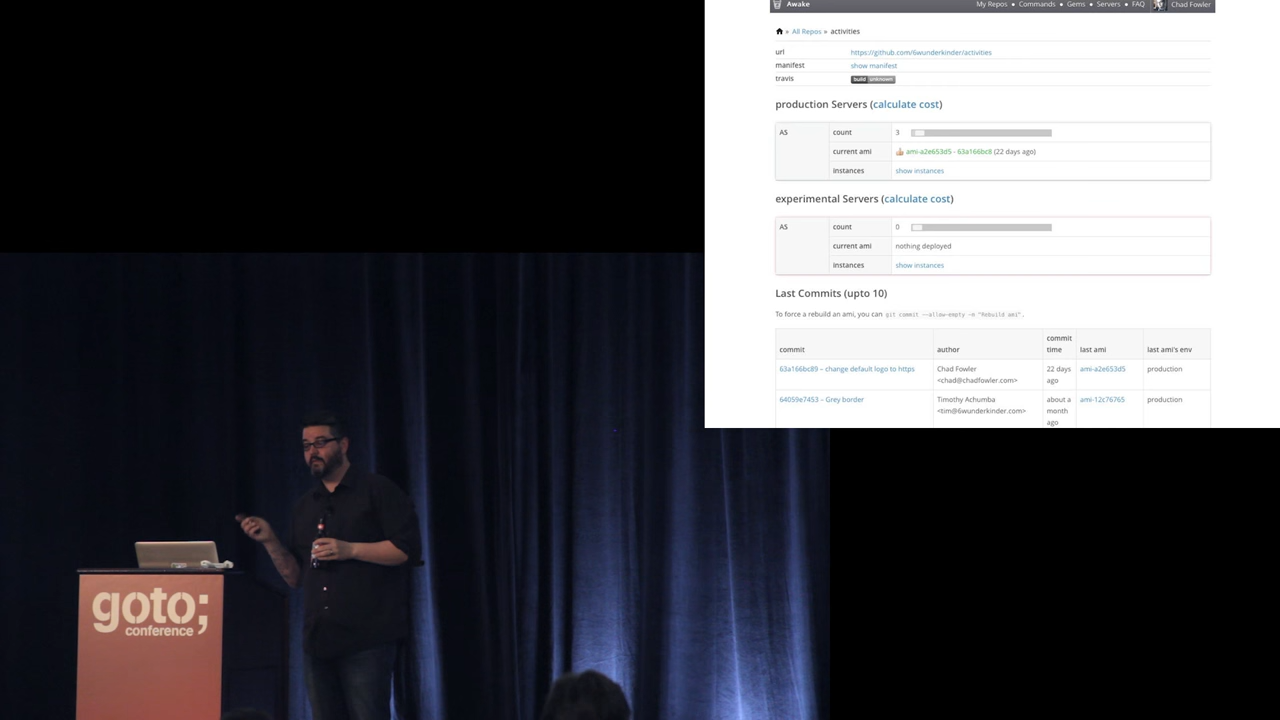 Awake
My Repos • Commands • Gems • Servers • FAQ Chad Fowler
» All Repos » activities
url https://github.com/6wunderkinder/activities
manifest show manifest
travis build unknown
production Servers (calculate cost)
AS count 3
current ami ami-a2e653d5 - 63a166bc8 (22 days ago)
Instances show instances
experimental Servers (calculate cost)
AS count 0
current ami nothing deployed
Instances show instances
Last Commits (upto 10)
To force a rebuild an ami, you can git commit --allow-empty -m "Rebuild ami".
commit author commit time last ami last ami's env
63a166bc89 – change default logo to https Chad Fowler <chad@chadfowler.com> 22 days ago ami-a2e653d5 production
64059e7453 – Grey border Timothy Achumba <tim@6wunderkinder.com> about a month ago ami-12c76765 production
goto;
conference